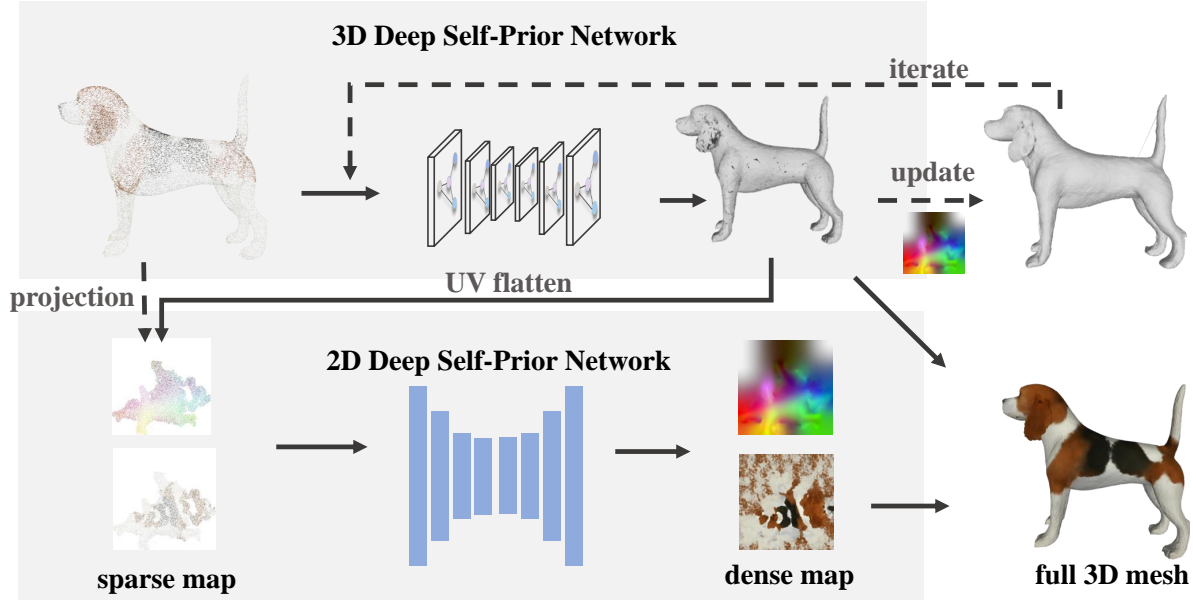 3D Deep Self-Prior Network
iterate
update
UV flatten
projection
2D Deep Self-Prior Network
sparse map
dense map
full 3D mesh